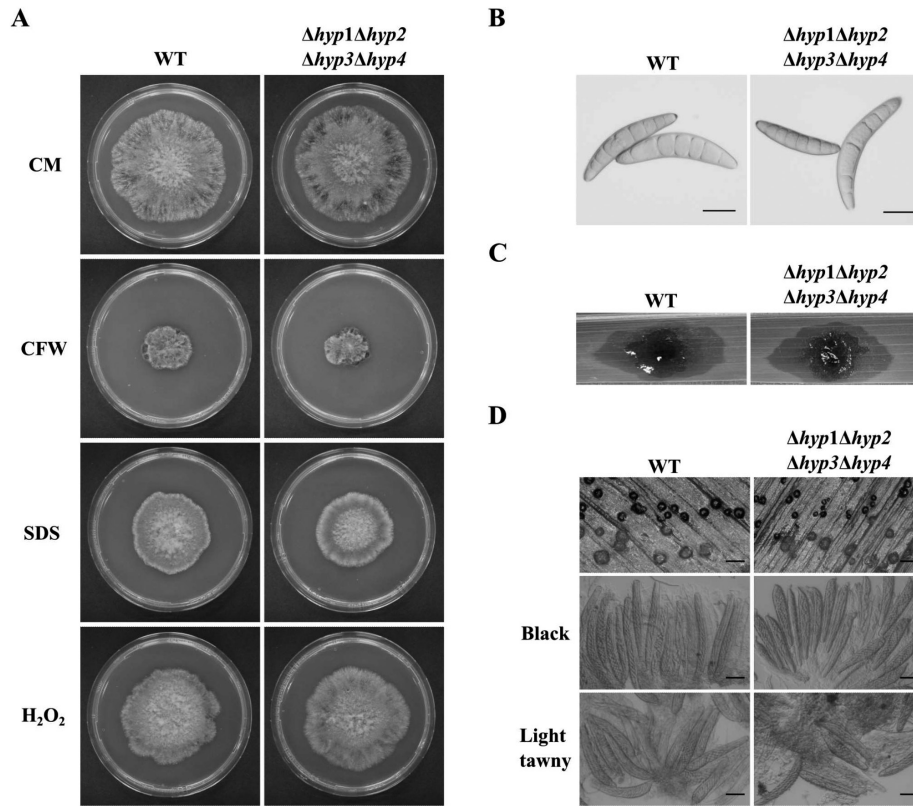 A
WT
Δhyp1Δhyp2
Δhyp3Δhyp4
CM
CFW
SDS
H₂O₂
B
WT
Δhyp1Δhyp2
Δhyp3Δhyp4
C
WT
Δhyp1Δhyp2
Δhyp3Δhyp4
D
WT
Δhyp1Δhyp2
Δhyp3Δhyp4
Black
Light
tawny